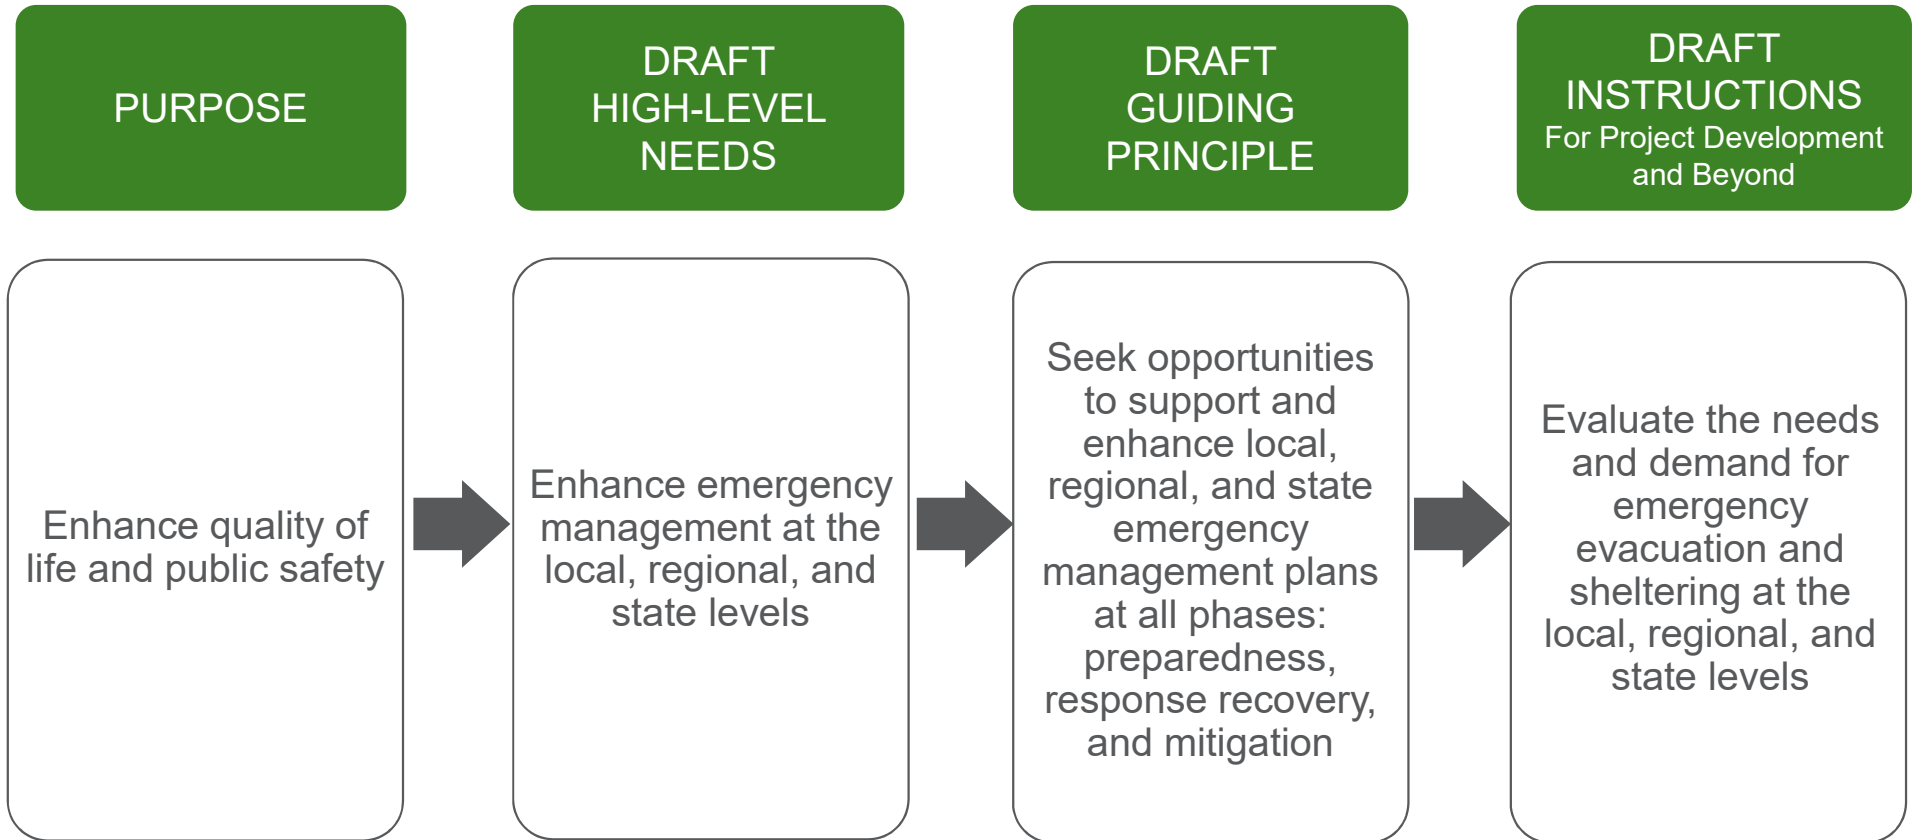 PURPOSE
DRAFT
HIGH-LEVEL
NEEDS
DRAFT
GUIDING
PRINCIPLE
DRAFT
INSTRUCTIONS
For Project Development
and Beyond
Enhance quality of
life and public safety
Enhance emergency
management at the
local, regional, and
state levels
Seek opportunities
to support and
enhance local,
regional, and state
emergency
management plans
at all phases:
preparedness,
response recovery,
and mitigation
Evaluate the needs
and demand for
emergency
evacuation and
sheltering at the
local, regional, and
state levels